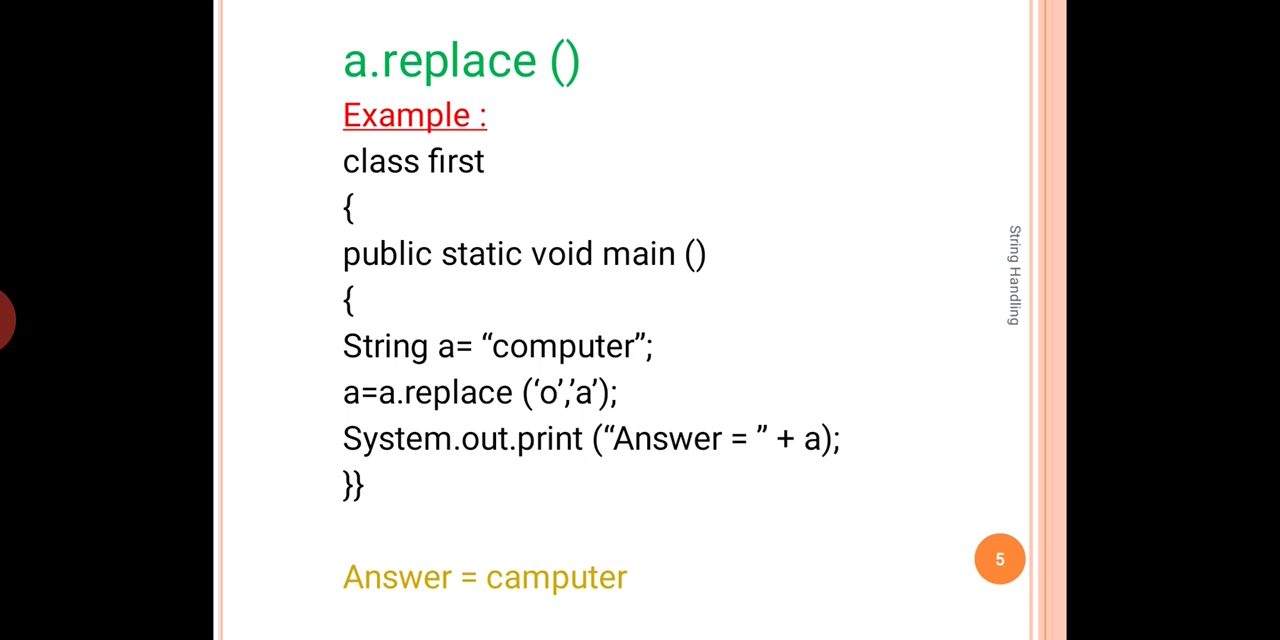 a.replace ()
Example :
class first
{
public static void main ()
{
String a= “computer”;
a=a.replace (‘o’,’a’);
System.out.print (“Answer = ” + a);
}}
Answer = camputer
String Handling
5